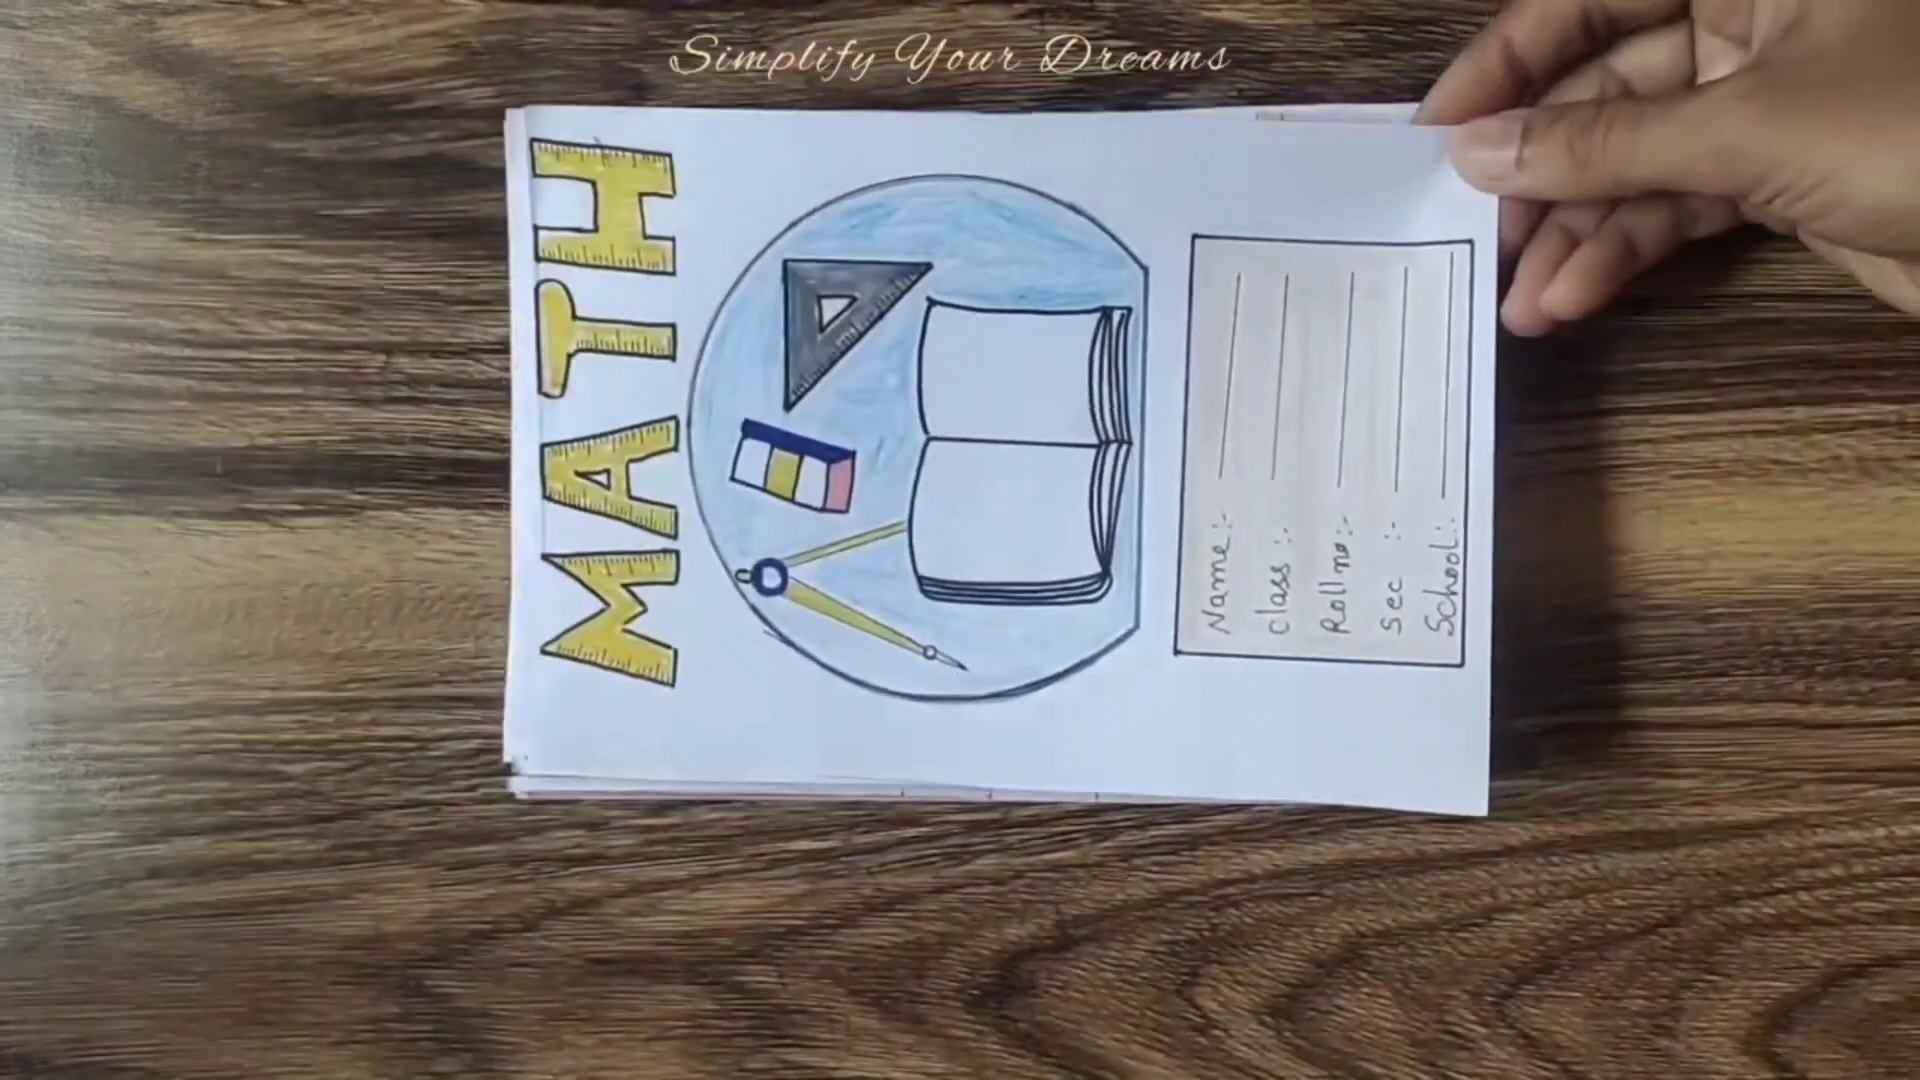 Simplify Your Dreams
MATH
Name:-
class :-
Roll no:-
Sec :-
School:-